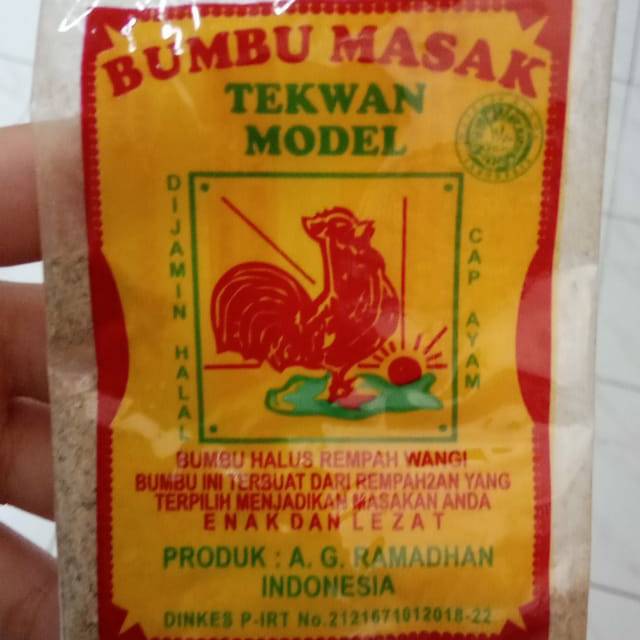 BUMBU MASAK
TEKWAN
MODEL
DIJAMIN HALAL
CAP AYAM
BUMBU HALUS REMPAH WANGI
BUMBU INI TERBUAT DARI REMPAH2AN YANG
TERPILIH MENJADIKAN MASAKAN ANDA
ENAK DAN LEZAT
PRODUK : A. G. RAMADHAN
INDONESIA
DINKES P-IRT No.2121671012018-22